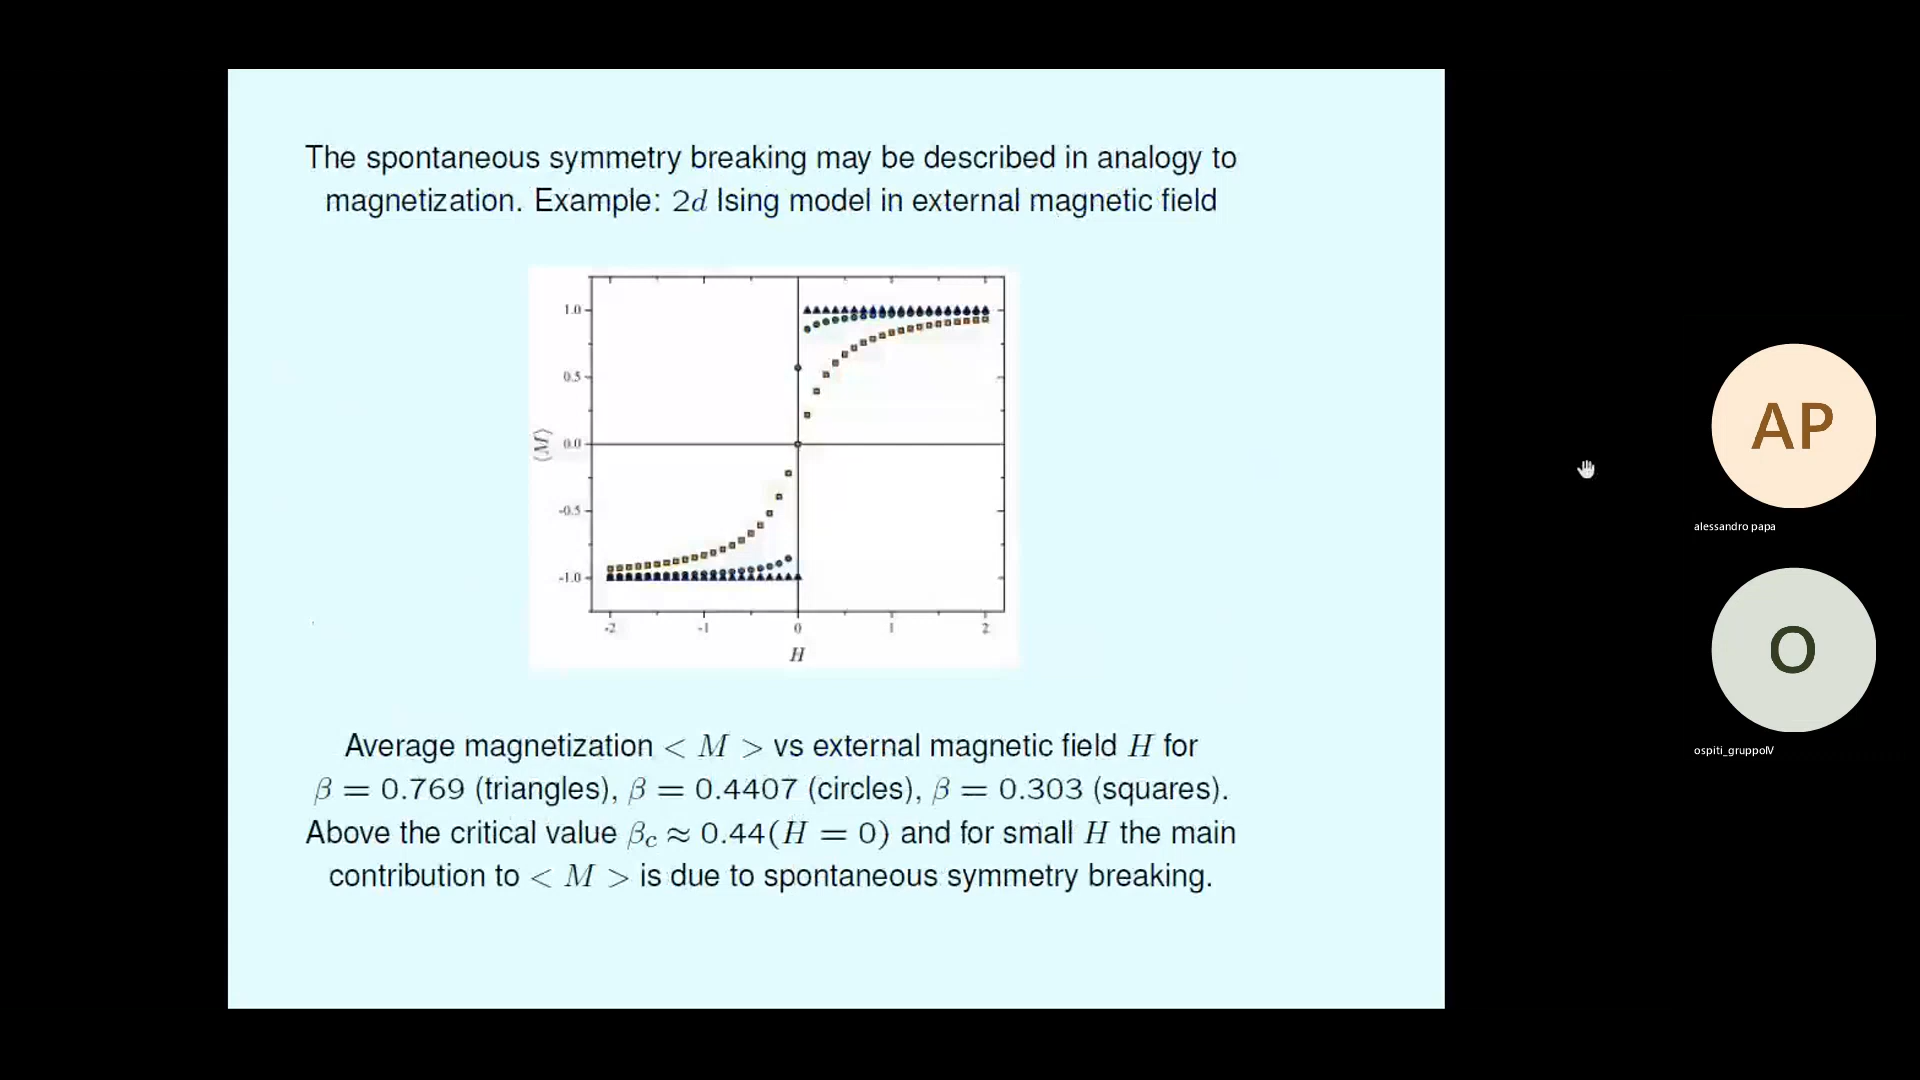 The spontaneous symmetry breaking may be described in analogy to
magnetization. Example: 2d Ising model in external magnetic field
1.0
0.5
0.0
-0.5
-1.0
⟨M⟩
-2 -1 0 1 2
H
Average magnetization < M > vs external magnetic field H for
β = 0.769 (triangles), β = 0.4407 (circles), β = 0.303 (squares).
Above the critical value βc ≈ 0.44(H = 0) and for small H the main
contribution to < M > is due to spontaneous symmetry breaking.
AP
alessandro papa
O
ospiti_gruppoIV